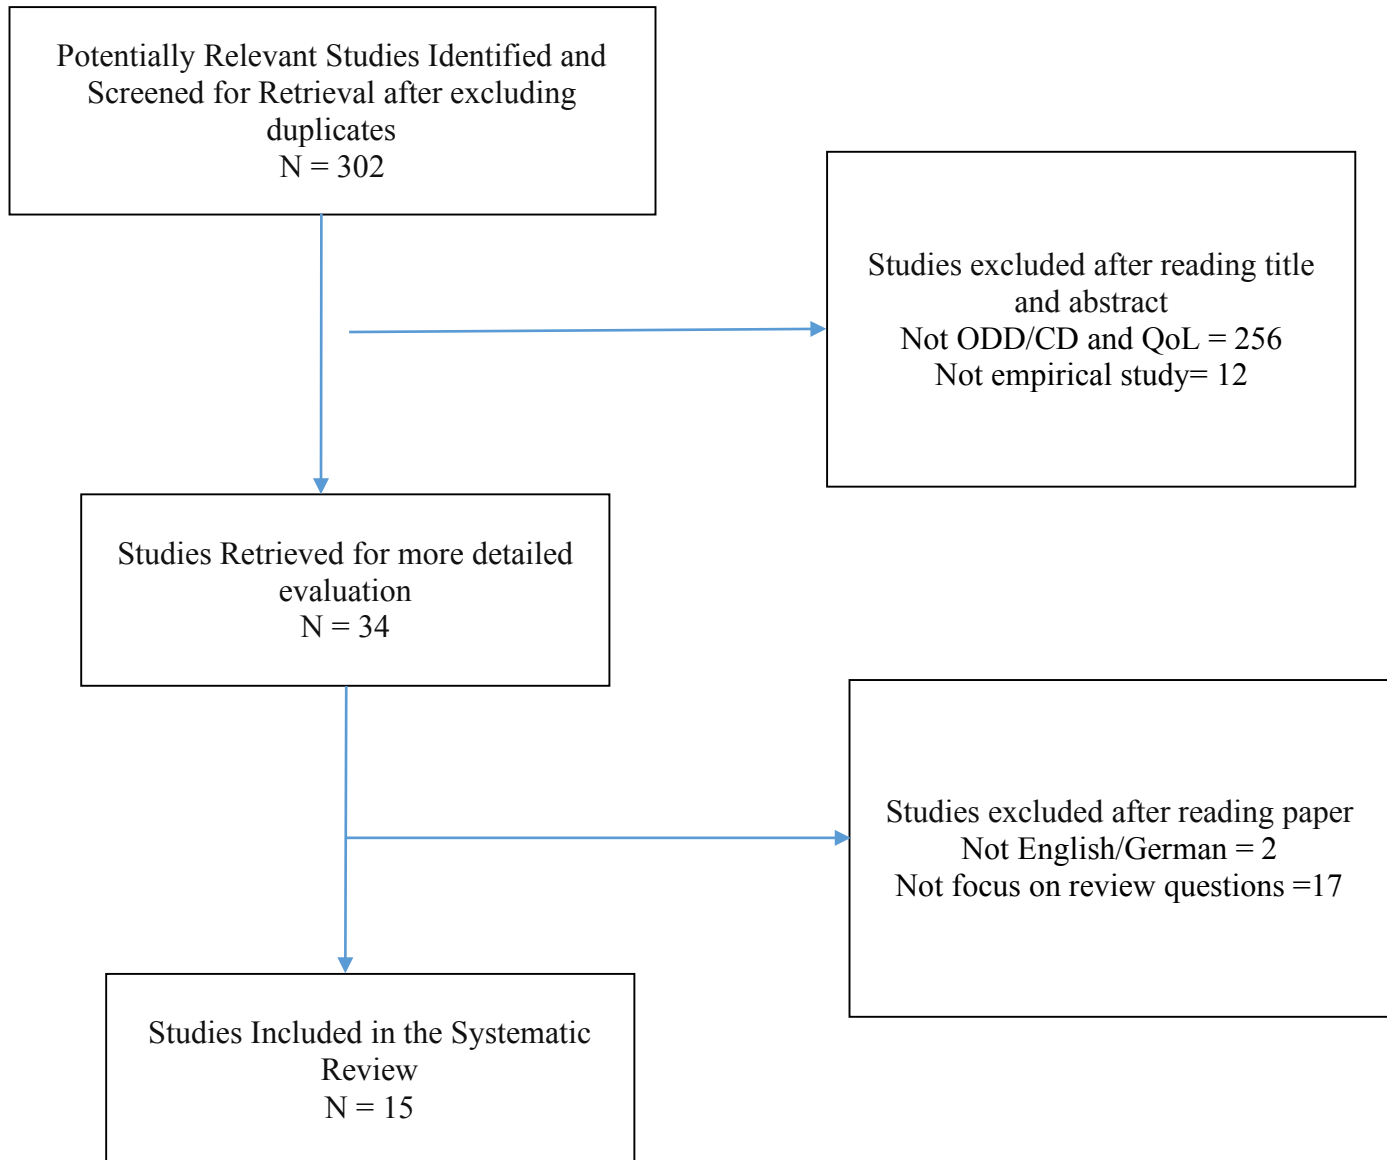 Potentially Relevant Studies Identified and
Screened for Retrieval after excluding
duplicates
N = 302
Studies excluded after reading title
and abstract
Not ODD/CD and QoL = 256
Not empirical study= 12
Studies Retrieved for more detailed
evaluation
N = 34
Studies excluded after reading paper
Not English/German = 2
Not focus on review questions =17
Studies Included in the Systematic
Review
N = 15